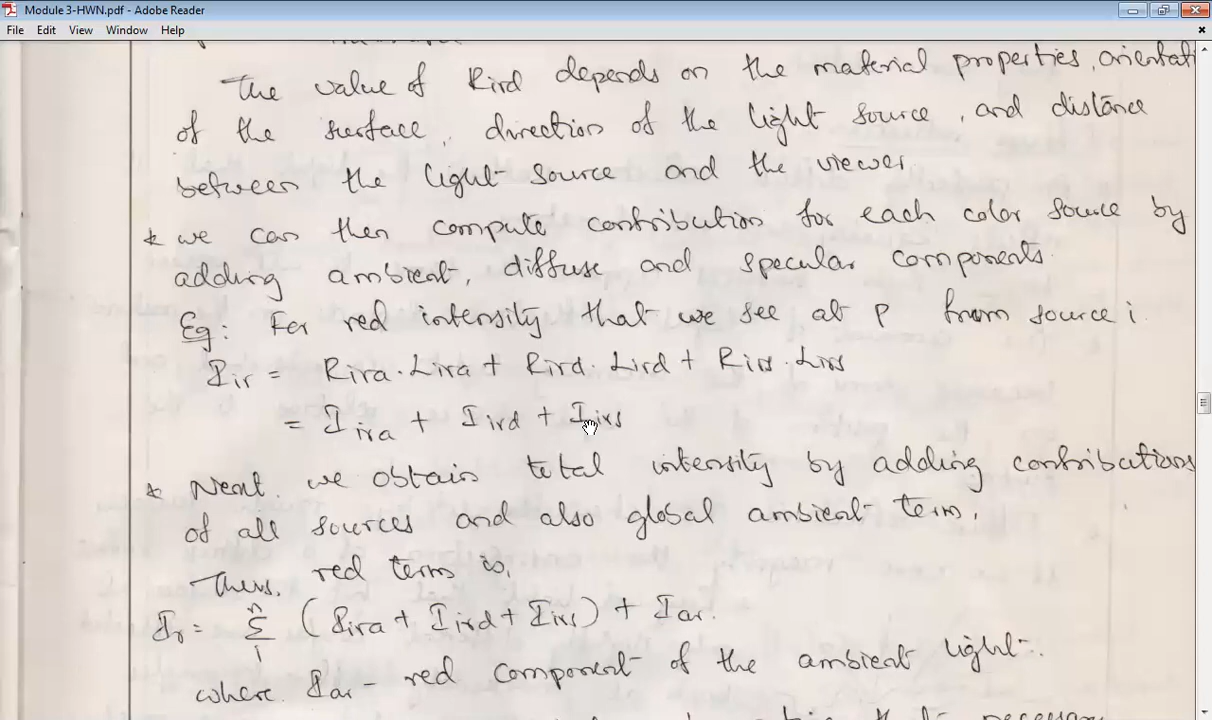 Module 3-HWN.pdf - Adobe Reader
File Edit View Window Help
The value of Rird depends on the material properties, orientati
of the surface, direction of the light source, and distance
between the light source and the viewer.
* we can then compute contribution for each color source by
adding ambient, diffuse and specular components.
Eg: For red intensity that we see at P from source i
Iir = Rira . Lira + Rird . Lird + Rirs . Lirs
= Iira + Iird + Iirs
* Next we obtain total intensity by adding contributions
of all sources and also global ambient term.
Thus, red term is,
Ir = n Σ i (Iira + Iird + Iirs) + Iar.
where Iar - red component of the ambient light.
necessary